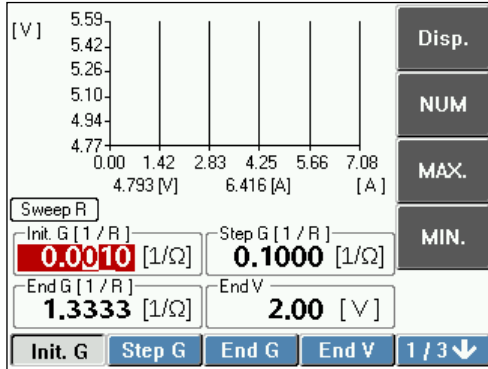 [V]
5.59
5.42
5.26
5.10
4.94
4.77
0.00 1.42 2.83 4.25 5.66 7.08
4.793 [V] 6.416 [A] [A]
Disp.
NUM
MAX.
MIN.
Sweep R
Init. G [ 1 / R ] Step G [ 1 / R ]
0.0010 [1/Ω] 0.1000 [1/Ω]
End G [ 1 / R ] End V
1.3333 [1/Ω] 2.00 [V]
Init. G Step G End G End V 1 / 3